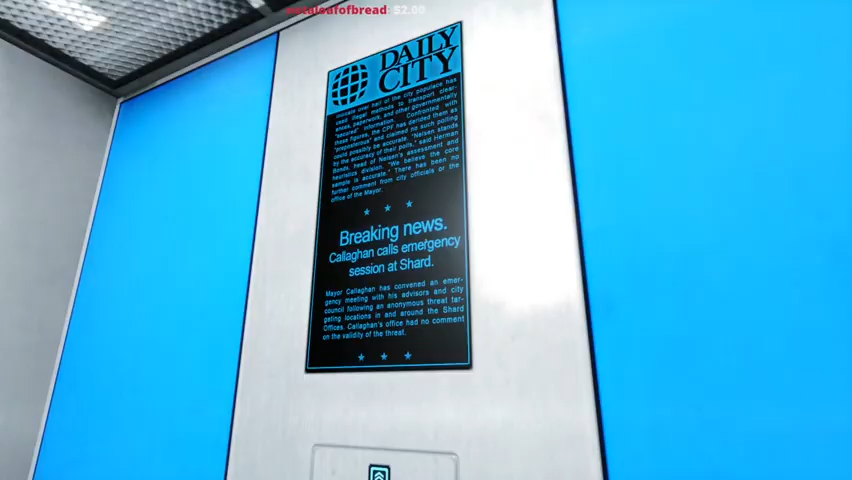 metalsafofbread: $2.00
DAILY
CITY
indicate over half of the city populace has
used illegal methods to transport clear-
ances, paperwork, and other governmentally
"secured" information. Confronted with
these figures, the CPF has derided them as
"preposterous" and claimed no such polling
could possibly be accurate. "Nielsen stands
by the accuracy of their polls," said Herman
Bands, head of Nielsen's assessment and
heuristics division. "We believe the core
sample is accurate." There has been no
further comment from city officials or the
office of the Mayor.
Breaking news.
Callaghan calls emergency
session at Shard.
Mayor Callaghan has convened an emer-
gency meeting with his advisors and city
council following an anonymous threat tar-
geting locations in and around the Shard
Offices. Callaghan's office had no comment
on the validity of the threat.